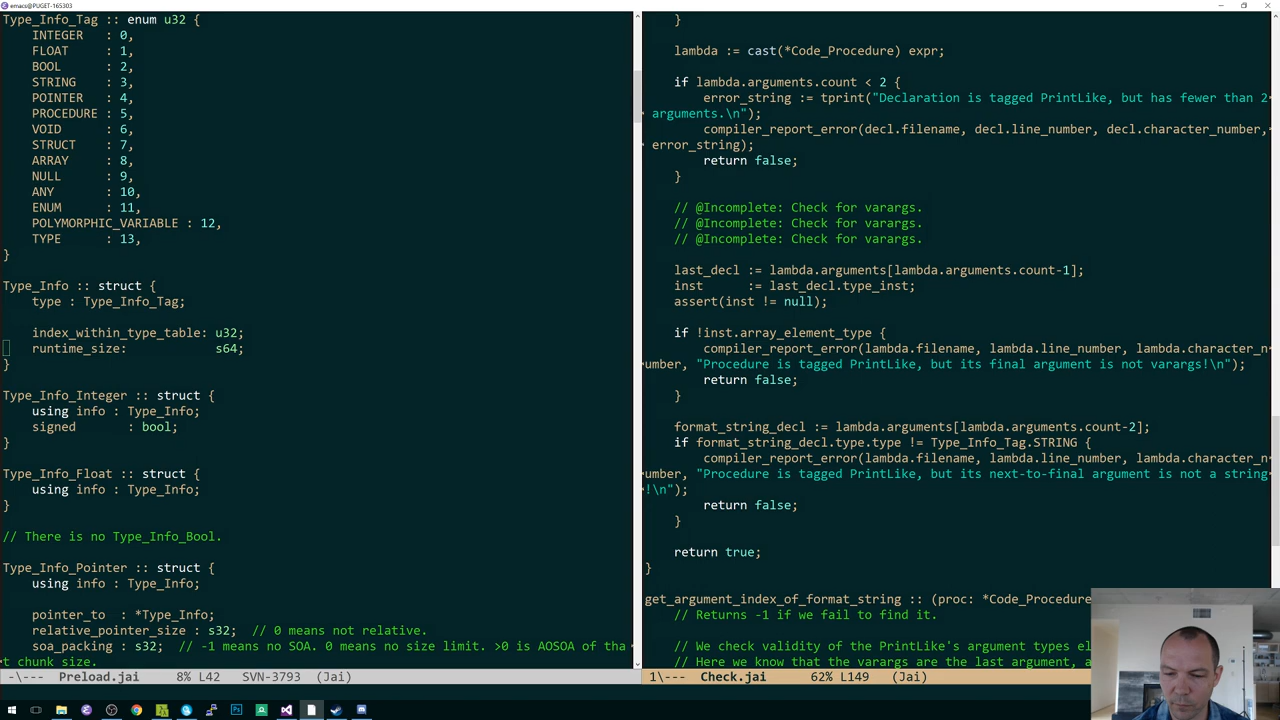 emacs@PUGET-165303
Type_Info_Tag :: enum u32 {
    INTEGER     : 0,
    FLOAT       : 1,
    BOOL        : 2,
    STRING      : 3,
    POINTER     : 4,
    PROCEDURE   : 5,
    VOID        : 6,
    STRUCT      : 7,
    ARRAY       : 8,
    NULL        : 9,
    ANY         : 10,
    ENUM        : 11,
    POLYMORPHIC_VARIABLE : 12,
    TYPE        : 13,
}
Type_Info :: struct {
    type : Type_Info_Tag;
    index_within_type_table: u32;
    runtime_size:            s64;
}
Type_Info_Integer :: struct {
    using info : Type_Info;
    signed       : bool;
}
Type_Info_Float :: struct {
    using info : Type_Info;
}
// There is no Type_Info_Bool.
Type_Info_Pointer :: struct {
    using info : Type_Info;
    pointer_to  : *Type_Info;
    relative_pointer_size : s32;  // 0 means not relative.
    soa_packing : s32;  // -1 means no SOA. 0 means no size limit. >0 is AOSOA of tha
t chunk size.
-\---  Preload.jai     8% L42   SVN-3793  (Jai)
    }
    lambda := cast(*Code_Procedure) expr;
    if lambda.arguments.count < 2 {
        error_string := tprint("Declaration is tagged PrintLike, but has fewer than 2
 arguments.\n");
        compiler_report_error(decl.filename, decl.line_number, decl.character_number,
 error_string);
        return false;
    }
    // @Incomplete: Check for varargs.
    // @Incomplete: Check for varargs.
    // @Incomplete: Check for varargs.
    last_decl := lambda.arguments[lambda.arguments.count-1];
    inst      := last_decl.type_inst;
    assert(inst != null);
    if !inst.array_element_type {
        compiler_report_error(lambda.filename, lambda.line_number, lambda.character_n
umber, "Procedure is tagged PrintLike, but its final argument is not varargs!\n");
        return false;
    }
    format_string_decl := lambda.arguments[lambda.arguments.count-2];
    if format_string_decl.type.type != Type_Info_Tag.STRING {
        compiler_report_error(lambda.filename, lambda.line_number, lambda.character_n
umber, "Procedure is tagged PrintLike, but its next-to-final argument is not a string
!\n");
        return false;
    }
    return true;
}
get_argument_index_of_format_string :: (proc: *Code_Procedure
    // Returns -1 if we fail to find it.
    // We check validity of the PrintLike's argument types el
    // Here we know that the varargs are the last argument, a
1\---  Check.jai      62% L149   (Jai)